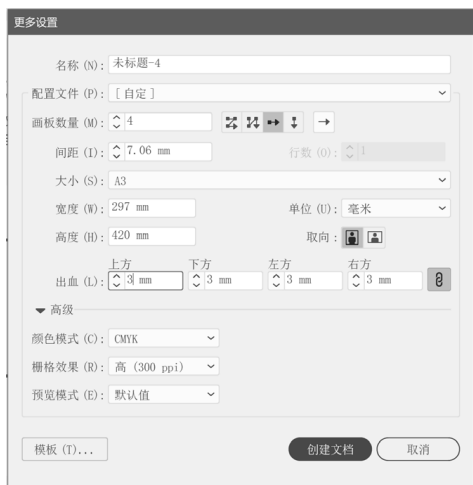 更多设置
名称 (N): 未标题-4
配置文件 (P): [自定]
画板数量 (M): 4
间距 (I): 7.06 mm 行数 (O): 1
大小 (S): A3
宽度 (W): 297 mm 单位 (U): 毫米
高度 (H): 420 mm 取向:
上方 下方 左方 右方
出血 (L): 3 mm 3 mm 3 mm 3 mm
高级
颜色模式 (C): CMYK
栅格效果 (R): 高 (300 ppi)
预览模式 (E): 默认值
模板 (T)... 创建文档 取消